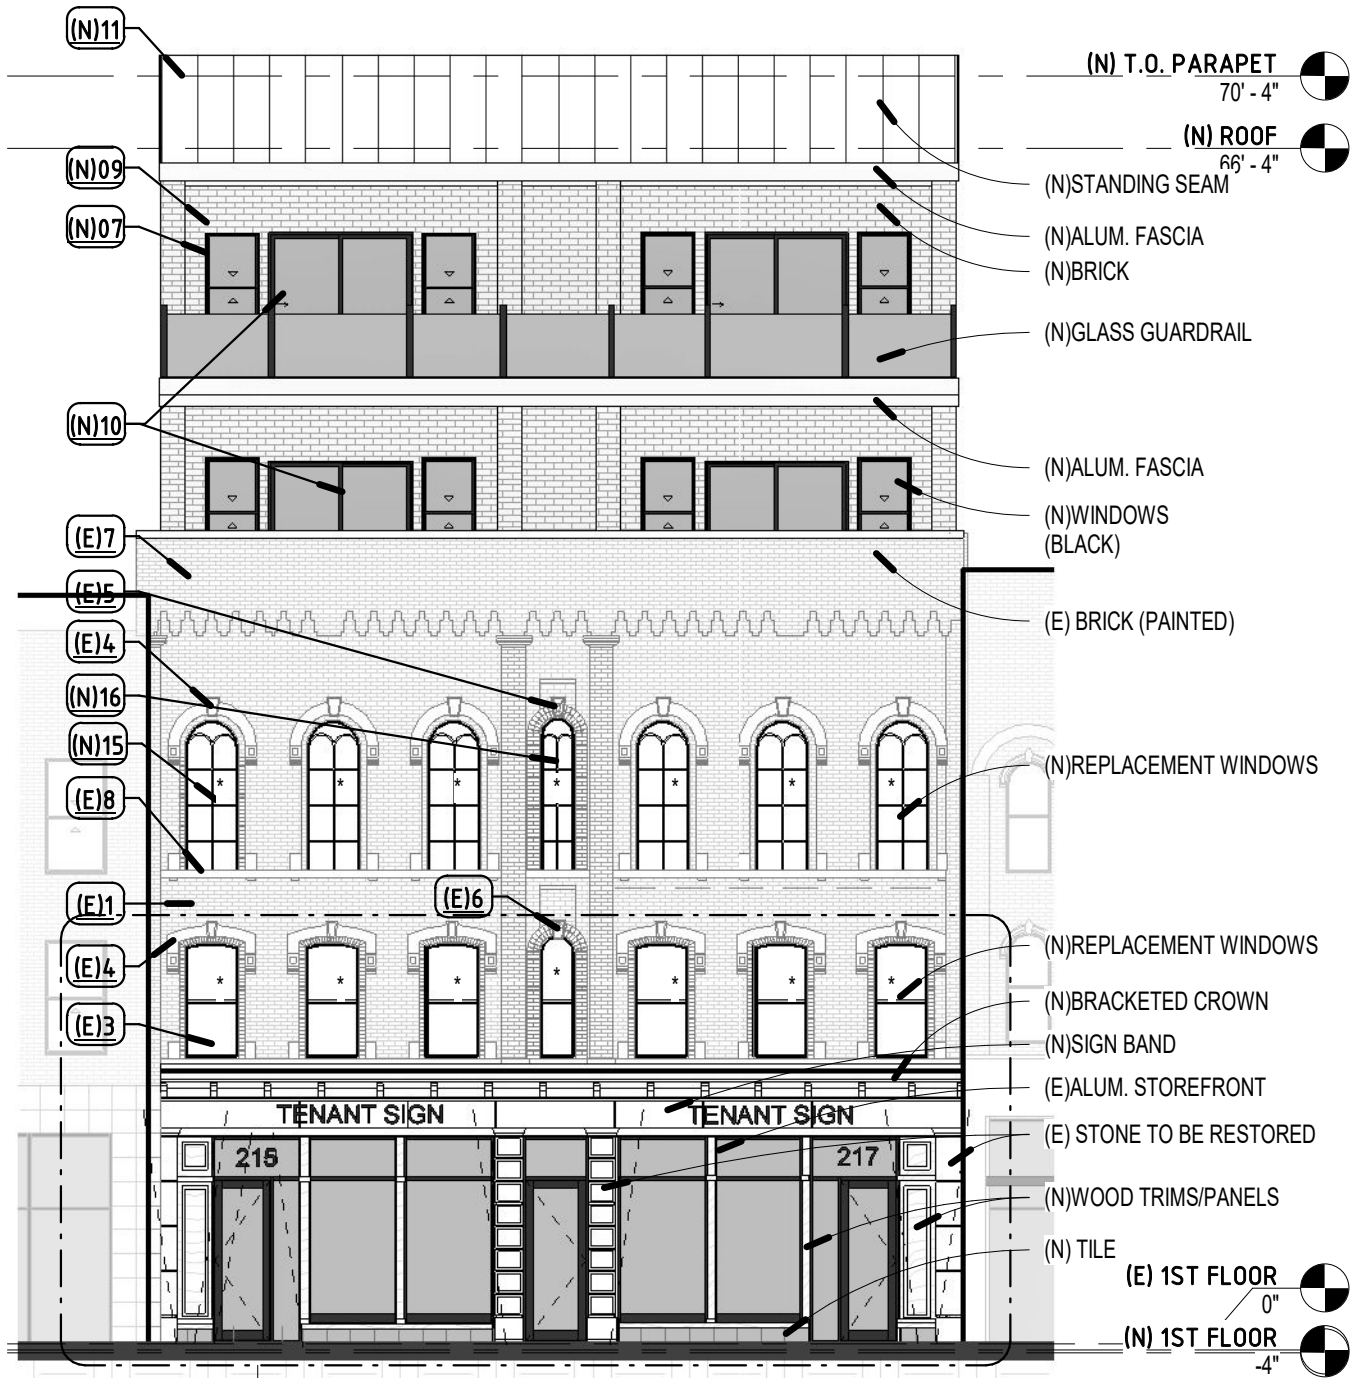 (N)11
(N) T.O. PARAPET
70' - 4"
(N) ROOF
66' - 4"
(N)09
(N)STANDING SEAM
(N)07
(N)ALUM. FASCIA
(N)BRICK
(N)GLASS GUARDRAIL
(N)10
(N)ALUM. FASCIA
(N)WINDOWS
(BLACK)
(E)7
(E)5
(E) BRICK (PAINTED)
(E)4
(N)16
(N)15
(N)REPLACEMENT WINDOWS
(E)8
(E)1
(E)6
(N)REPLACEMENT WINDOWS
(E)4
(N)BRACKETED CROWN
(E)3
(N)SIGN BAND
(E)ALUM. STOREFRONT
TENANT SIGN TENANT SIGN
(E) STONE TO BE RESTORED
215 217
(N)WOOD TRIMS/PANELS
(N) TILE
(E) 1ST FLOOR
0"
(N) 1ST FLOOR
-4"